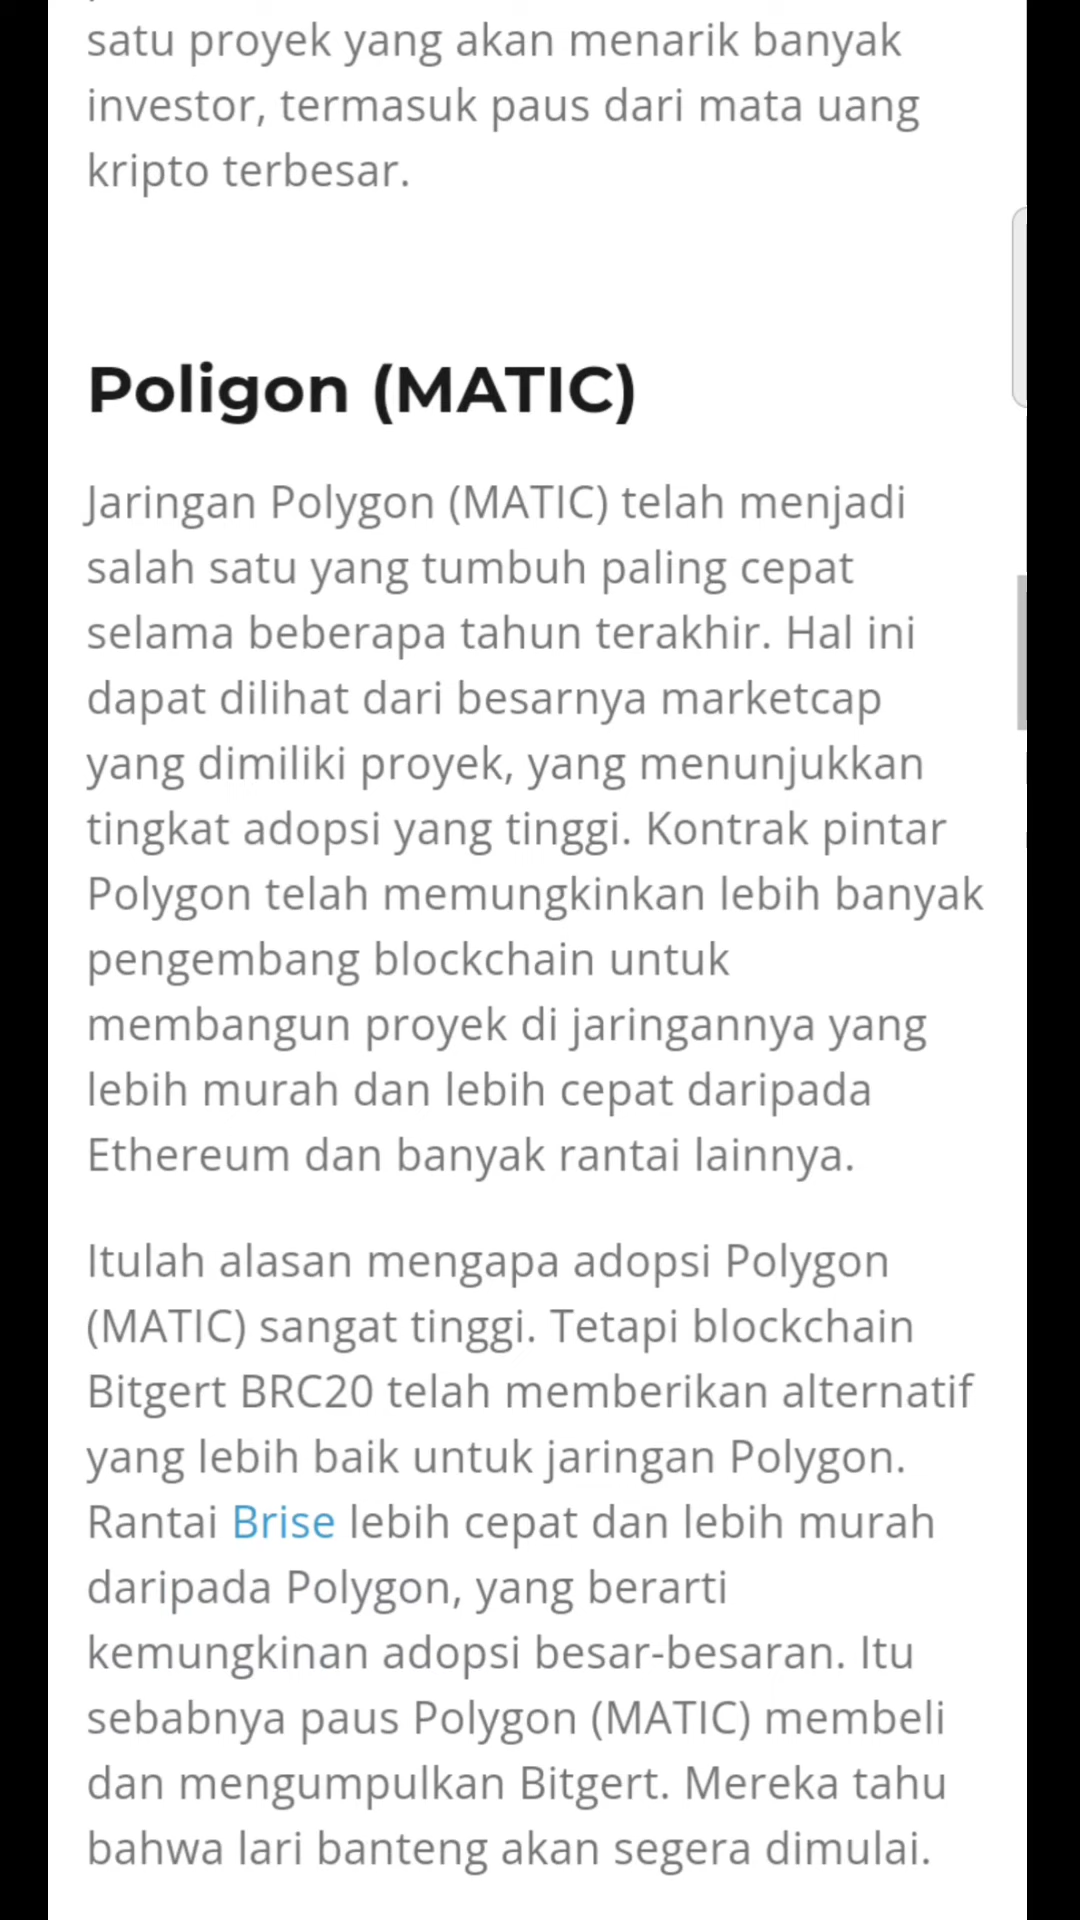 satu proyek yang akan menarik banyak
investor, termasuk paus dari mata uang
kripto terbesar.
Poligon (MATIC)
Jaringan Polygon (MATIC) telah menjadi
salah satu yang tumbuh paling cepat
selama beberapa tahun terakhir. Hal ini
dapat dilihat dari besarnya marketcap
yang dimiliki proyek, yang menunjukkan
tingkat adopsi yang tinggi. Kontrak pintar
Polygon telah memungkinkan lebih banyak
pengembang blockchain untuk
membangun proyek di jaringannya yang
lebih murah dan lebih cepat daripada
Ethereum dan banyak rantai lainnya.
Itulah alasan mengapa adopsi Polygon
(MATIC) sangat tinggi. Tetapi blockchain
Bitgert BRC20 telah memberikan alternatif
yang lebih baik untuk jaringan Polygon.
Rantai Brise lebih cepat dan lebih murah
daripada Polygon, yang berarti
kemungkinan adopsi besar-besaran. Itu
sebabnya paus Polygon (MATIC) membeli
dan mengumpulkan Bitgert. Mereka tahu
bahwa lari banteng akan segera dimulai.